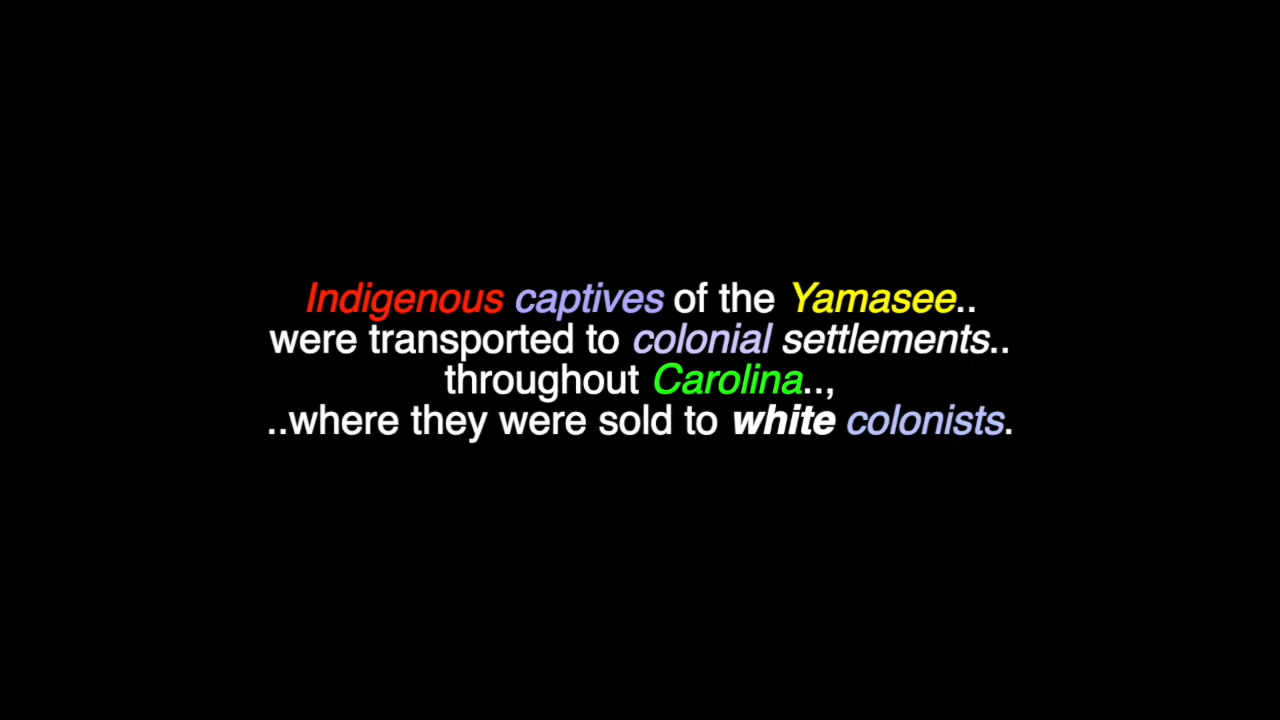 Indigenous captives of the Yamasee..
were transported to colonial settlements..
throughout Carolina..,
..where they were sold to white colonists.